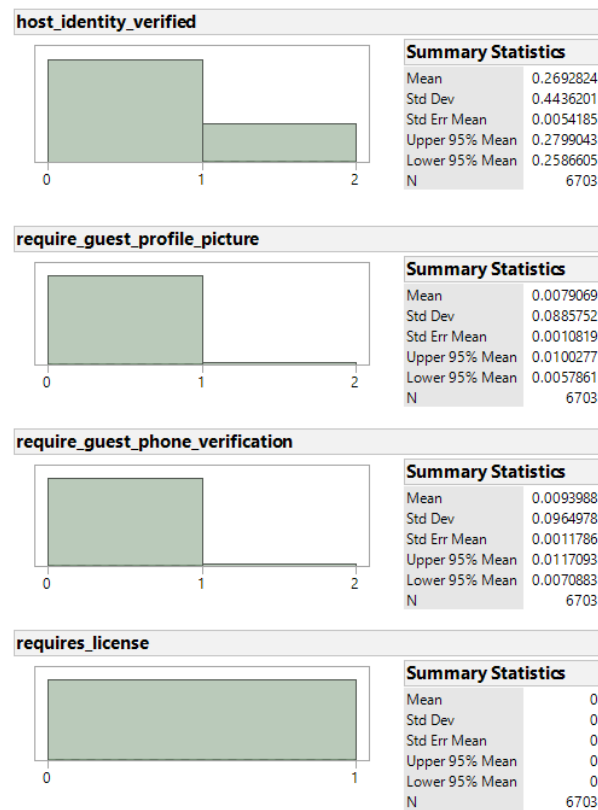 host_identity_verified
Summary Statistics
Mean 0.2692824
Std Dev 0.4436201
Std Err Mean 0.0054185
Upper 95% Mean 0.2799043
Lower 95% Mean 0.2586605
N 6703
0 1 2
require_guest_profile_picture
Summary Statistics
Mean 0.0079069
Std Dev 0.0885752
Std Err Mean 0.0010819
Upper 95% Mean 0.0100277
Lower 95% Mean 0.0057861
N 6703
0 1 2
require_guest_phone_verification
Summary Statistics
Mean 0.0093988
Std Dev 0.0964978
Std Err Mean 0.0011786
Upper 95% Mean 0.0117093
Lower 95% Mean 0.0070883
N 6703
0 1 2
requires_license
Summary Statistics
Mean 0
Std Dev 0
Std Err Mean 0
Upper 95% Mean 0
Lower 95% Mean 0
N 6703
0 1